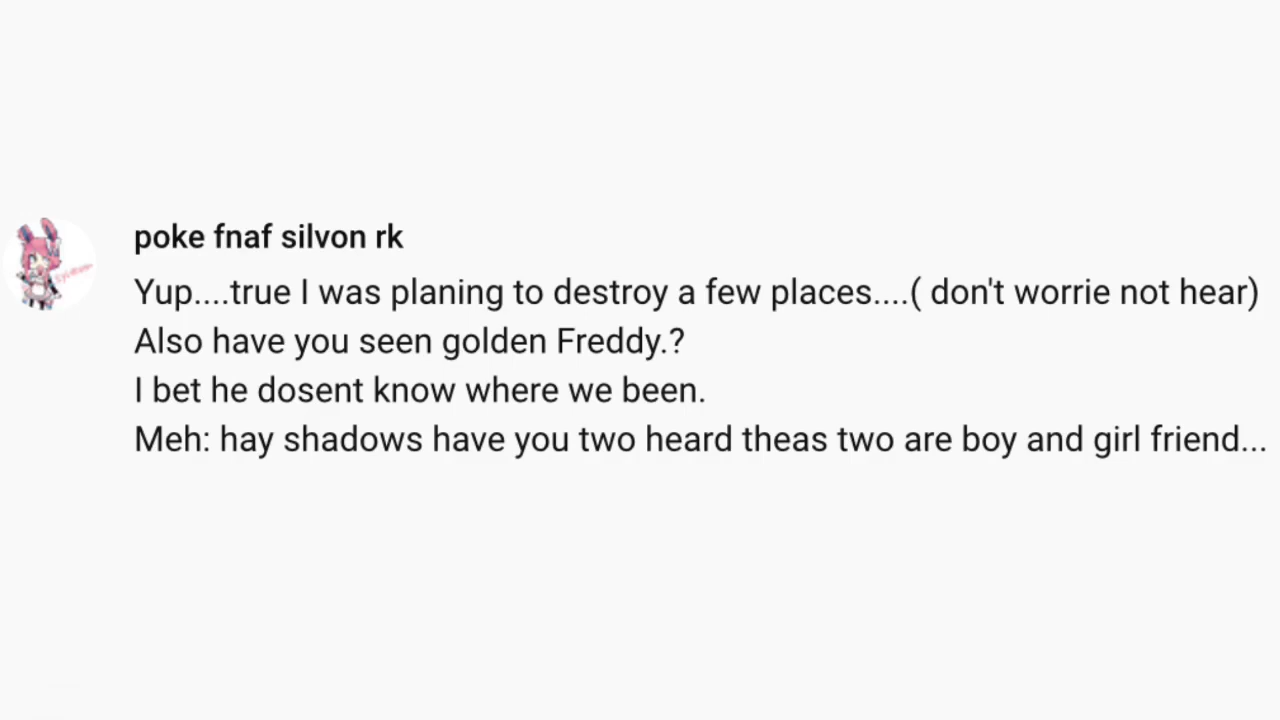 poke fnaf silvon rk
Yup....true I was planing to destroy a few places....( don't worrie not hear)
Also have you seen golden Freddy.?
I bet he dosent know where we been.
Meh: hay shadows have you two heard theas two are boy and girl friend...